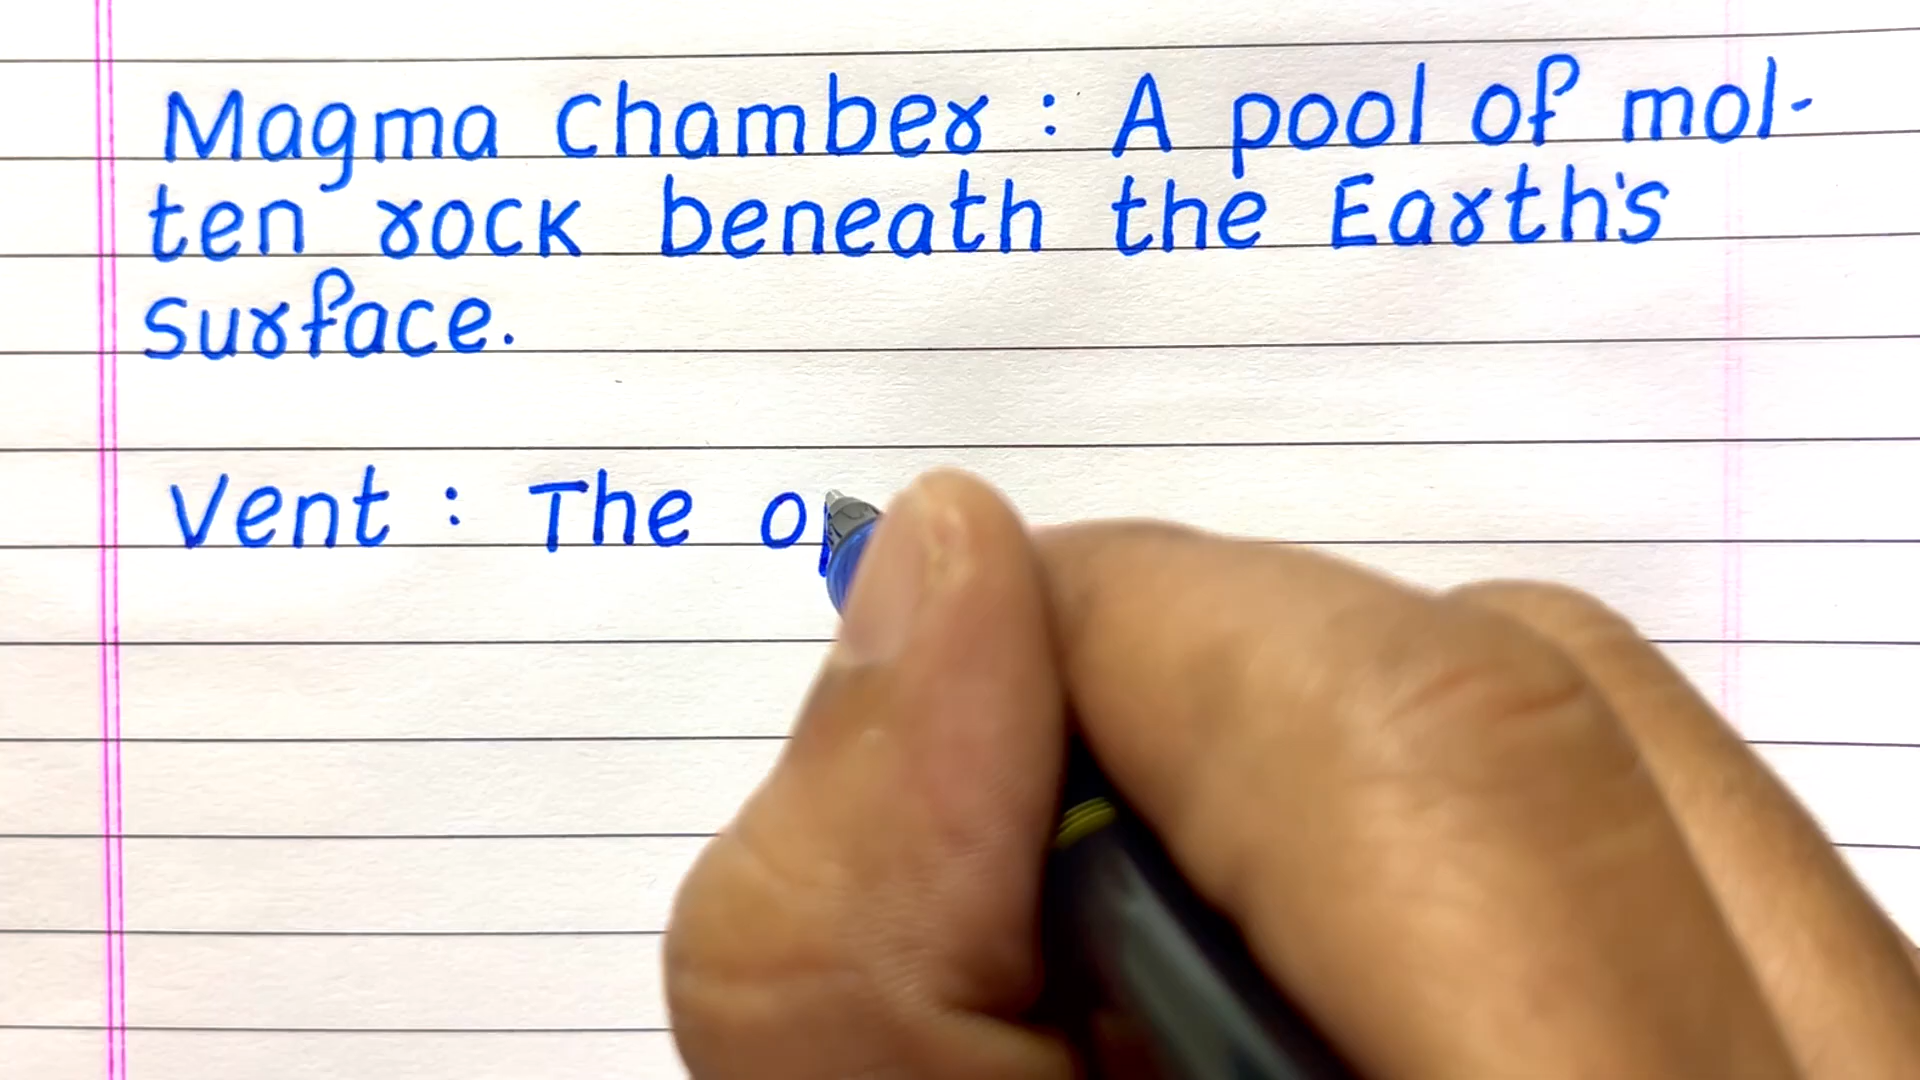 Magma chamber : A pool of mol-
ten rock beneath the Earth's
surface.
Vent : The